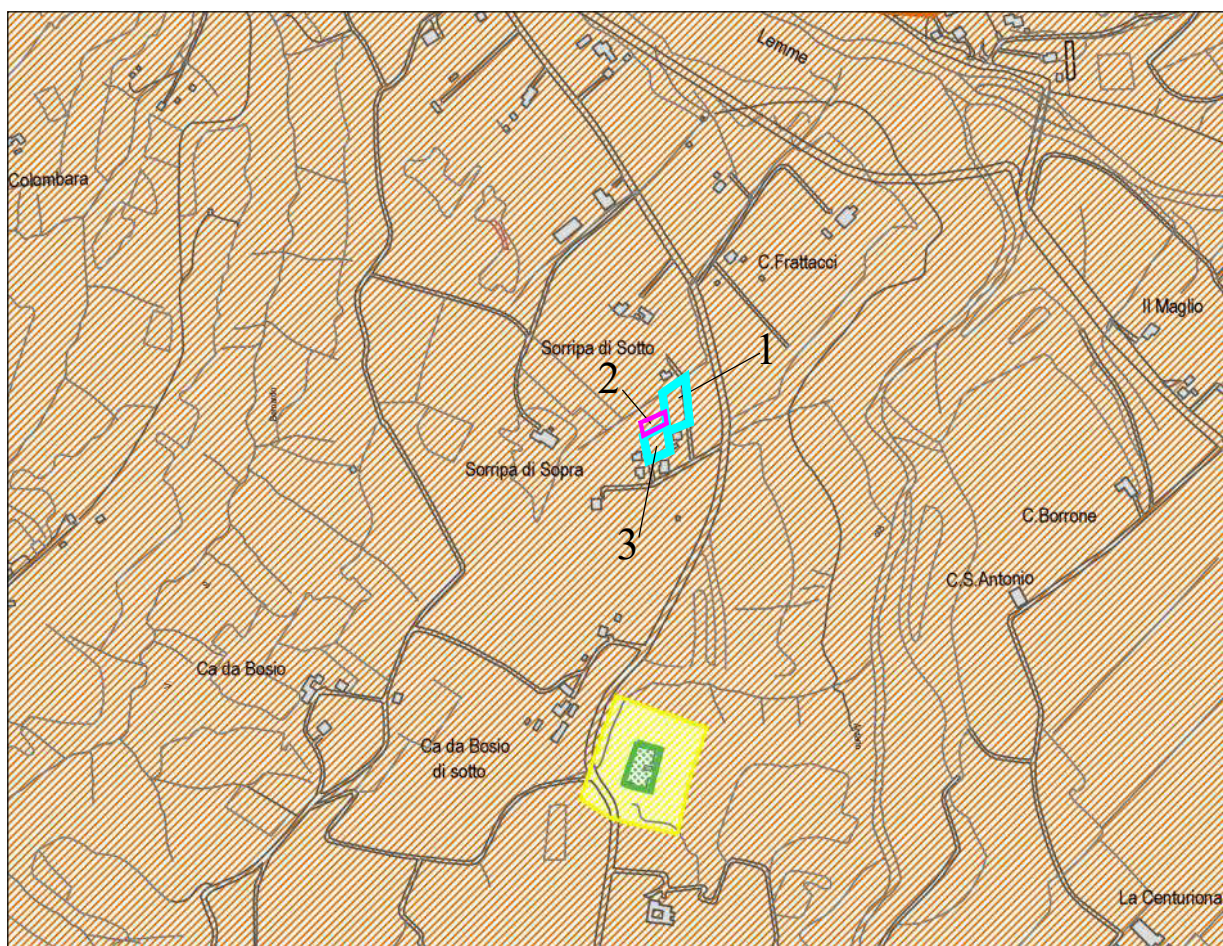 Lemme
Colombara
C.Frattacci
Il Maglio
Sorripa di Sotto
1
2
Sorripa di Sopra
3
C.Borrone
C.S.Antonio
Ca da Bosio
Ca da Bosio
di sotto
La Centuriona